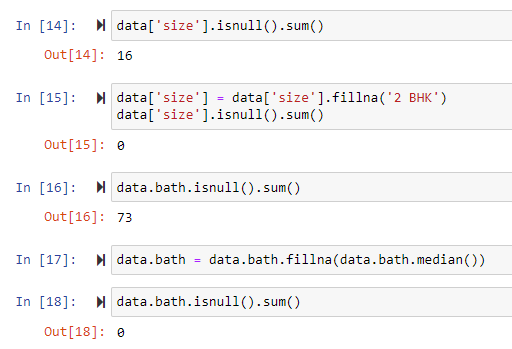 In [14]: data['size'].isnull().sum()
Out[14]: 16
In [15]: data['size'] = data['size'].fillna('2 BHK')
data['size'].isnull().sum()
Out[15]: 0
In [16]: data.bath.isnull().sum()
Out[16]: 73
In [17]: data.bath = data.bath.fillna(data.bath.median())
In [18]: data.bath.isnull().sum()
Out[18]: 0